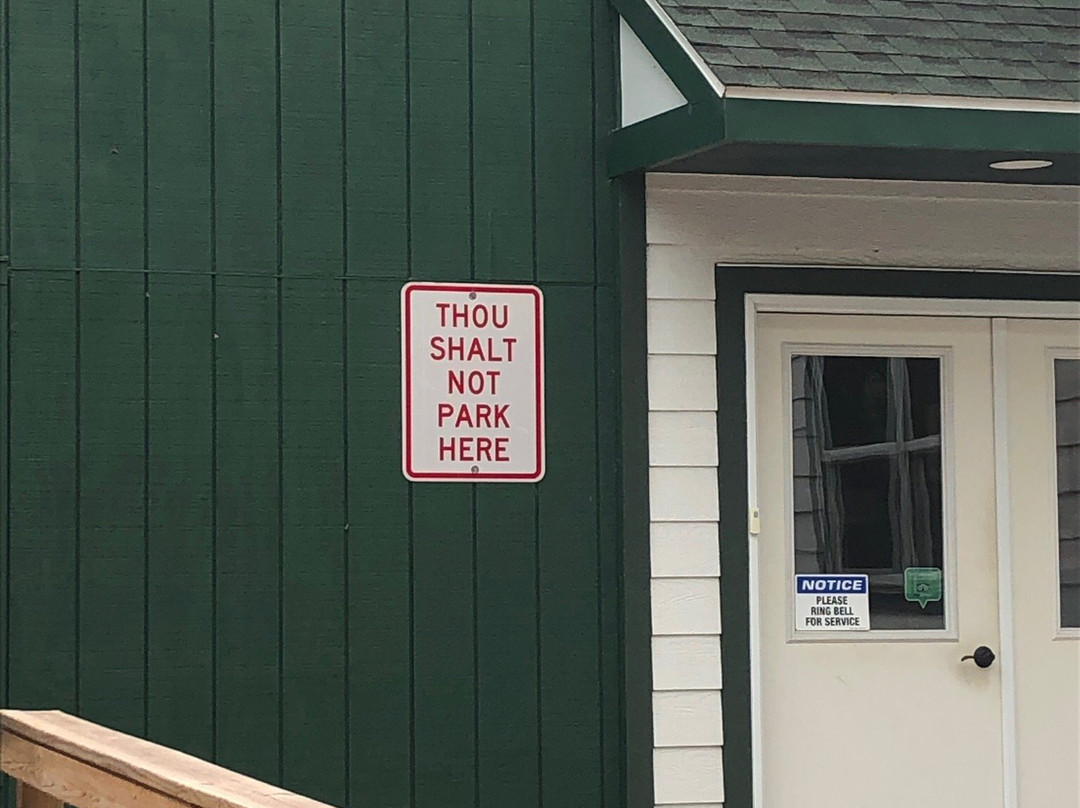 THOU
SHALT
NOT
PARK
HERE
NOTICE
PLEASE
RING BELL
FOR SERVICE